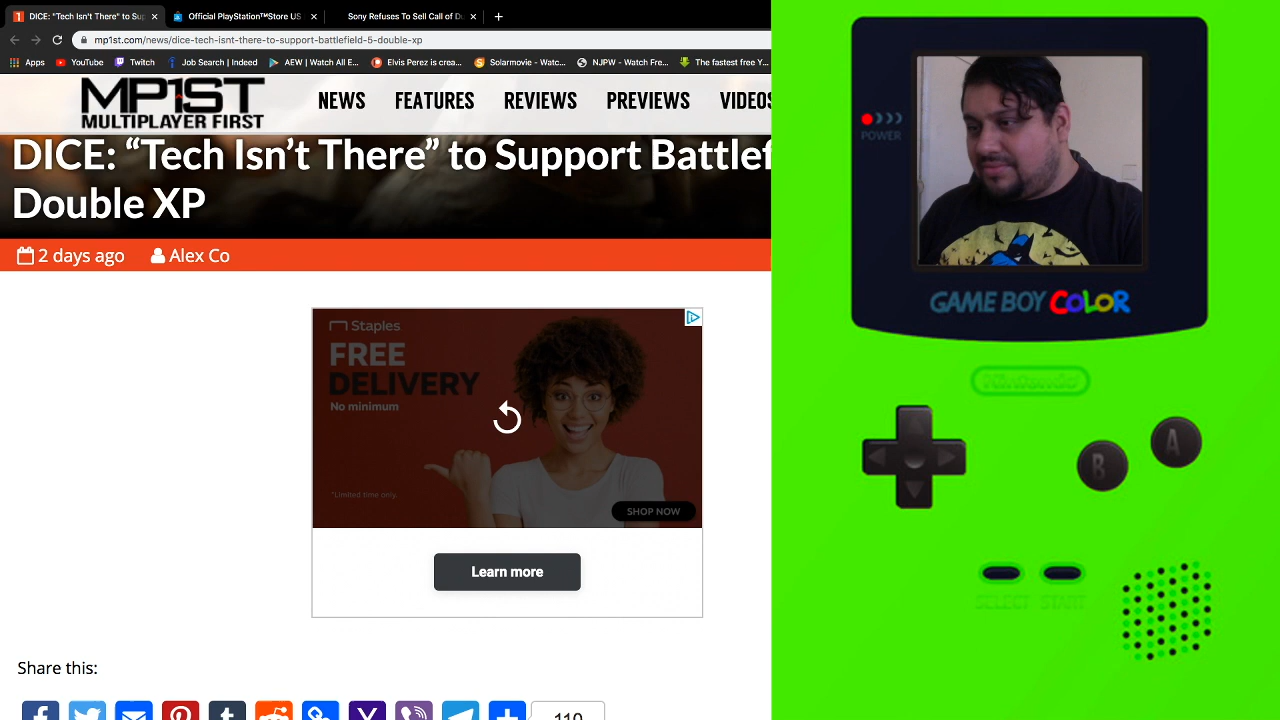 DICE: "Tech Isn't There" to Sup
Official PlayStation™Store US
Sony Refuses To Sell Call of Du
mp1st.com/news/dice-tech-isnt-there-to-support-battlefield-5-double-xp
Apps
YouTube
Twitch
Job Search | Indeed
AEW | Watch All E...
Elvis Perez is crea...
Solarmovie - Watc...
NJPW - Watch Fre...
The fastest free Y...
MP1ST
MULTIPLAYER FIRST
NEWS
FEATURES
REVIEWS
PREVIEWS
VIDEOS
DICE: “Tech Isn’t There” to Support Battlef
Double XP
2 days ago
Alex Co
Staples
FREE
DELIVERY
No minimum
*Limited time only.
SHOP NOW
Learn more
Share this:
110
POWER
GAME BOY COLOR
Nintendo
B
A
SELECT
START